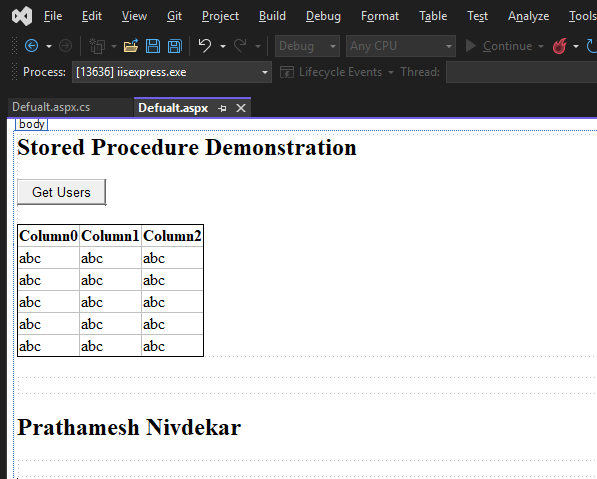 File Edit View Git Project Build Debug Format Table Test Analyze Tools
Debug Any CPU Continue
Process: [13636] iisexpress.exe Lifecycle Events Thread:
Defualt.aspx.cs Defualt.aspx
body
Stored Procedure Demonstration
Get Users
Column0 Column1 Column2
abc abc abc
abc abc abc
abc abc abc
abc abc abc
abc abc abc
Prathamesh Nivdekar